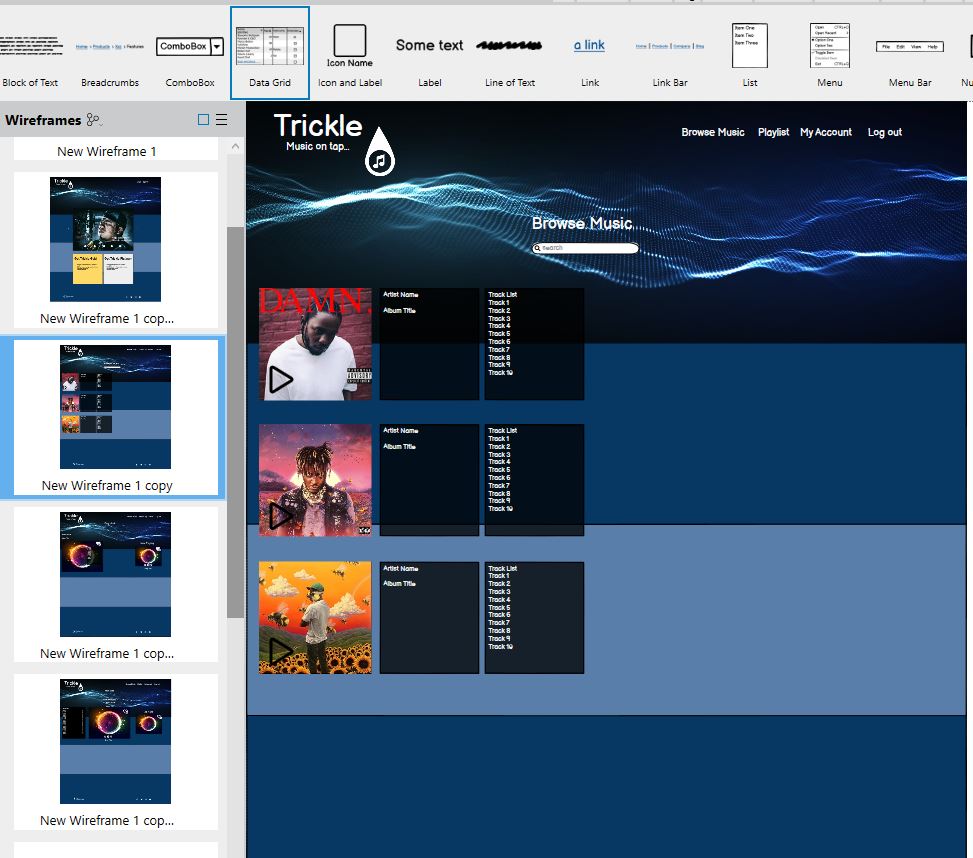 Home > Products > Xyz > Features
ComboBox
Some text
a link
Item One
Item Two
Item Three
Icon Name
File Edit View Help
Block of Text
Breadcrumbs
ComboBox
Data Grid
Icon and Label
Label
Line of Text
Link
Link Bar
List
Menu
Menu Bar
Nu
Wireframes
New Wireframe 1
New Wireframe 1 cop...
New Wireframe 1 copy
New Wireframe 1 cop...
New Wireframe 1 cop...
Trickle
Music on tap...
Browse Music
Playlist
My Account
Log out
Browse Music
search
DAMN.
Artist Name
Album Title
Track List
Track 1
Track 2
Track 3
Track 4
Track 5
Track 6
Track 7
Track 8
Track 9
Track 10
Artist Name
Album Title
Track List
Track 1
Track 2
Track 3
Track 4
Track 5
Track 6
Track 7
Track 8
Track 9
Track 10
Artist Name
Album Title
Track List
Track 1
Track 2
Track 3
Track 4
Track 5
Track 6
Track 7
Track 8
Track 9
Track 10